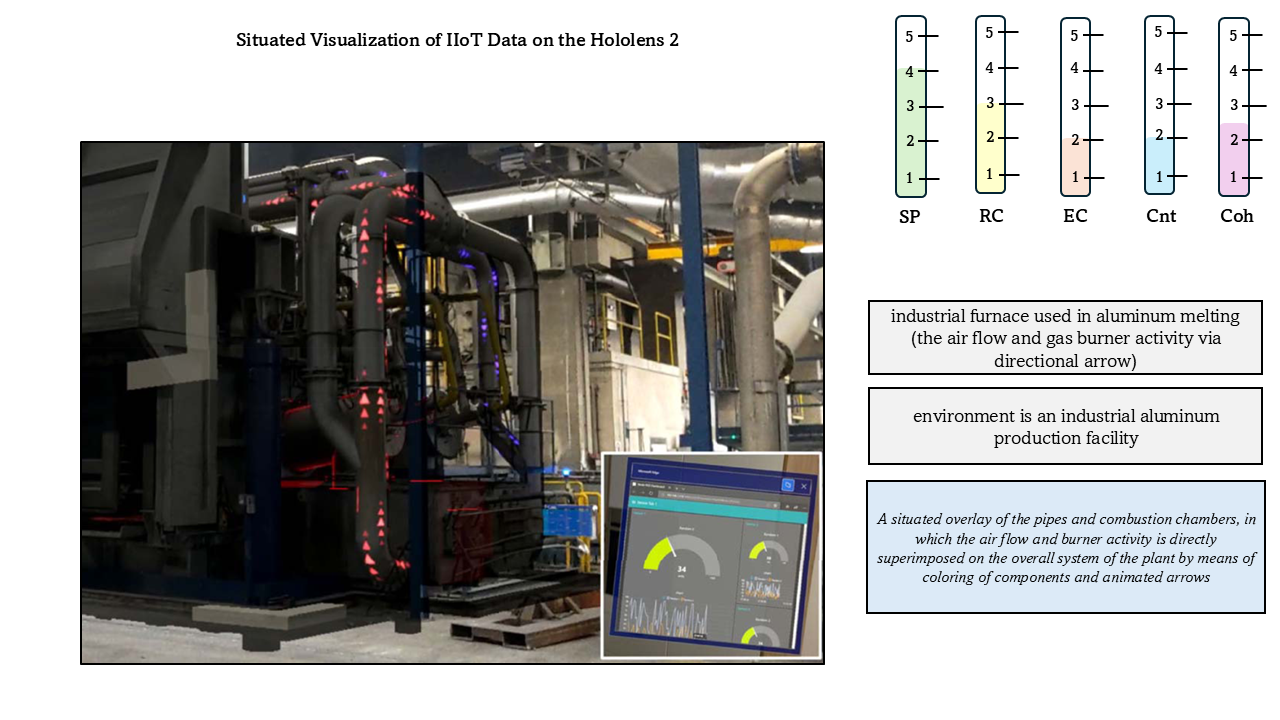 Situated Visualization of IIoT Data on the Hololens 2
5 5 5 5 5
4 4 4 4 4
3 3 3 3 3
2 2 2 2 2
1 1 1 1 1
SP RC EC Cnt Coh
industrial furnace used in aluminum melting
(the air flow and gas burner activity via
directional arrow)
environment is an industrial aluminum
production facility
A situated overlay of the pipes and combustion chambers, in
which the air flow and burner activity is directly
superimposed on the overall system of the plant by means of
coloring of components and animated arrows
34